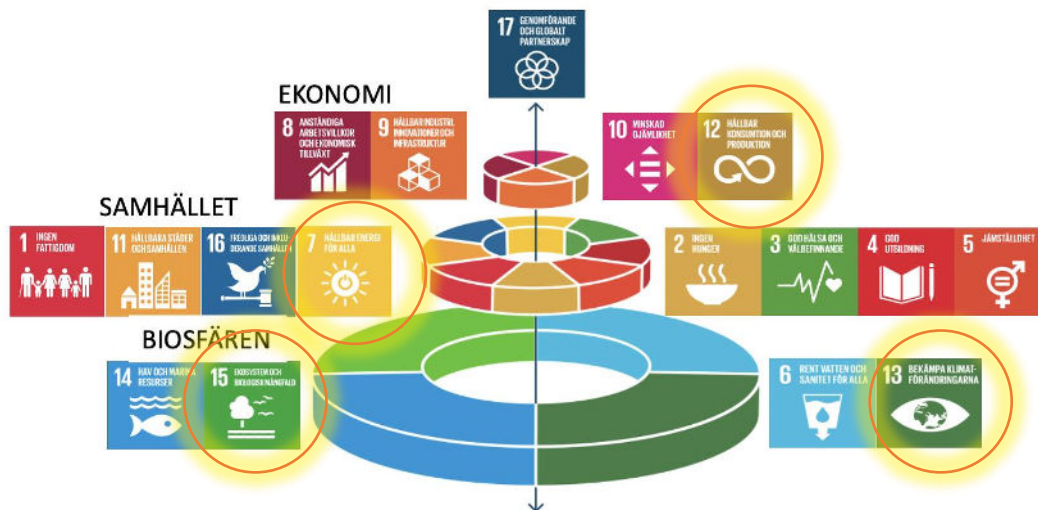 17 GENOMFÖRANDE
OCH GLOBALT
PARTNERSKAP
EKONOMI
8 ANSTÄNDIGA
ARBETSVILLKOR
OCH EKONOMISK
TILLVÄXT
9 HÅLLBAR INDUSTRI,
INNOVATIONER OCH
INFRASTRUKTUR
10 MINSKAD
OJÄMLIKHET
12 HÅLLBAR
KONSUMTION OCH
PRODUKTION
SAMHÄLLET
1 INGEN
FATTIGDOM
11 HÅLLBARA STÄDER
OCH SAMHÄLLEN
16 FREDLIGA OCH INKLU-
DERANDE SAMHÄLLEN
7 HÅLLBAR ENERGI
FÖR ALLA
2 INGEN
HUNGER
3 GOD HÄLSA OCH
VÄLBEFINNANDE
4 GOD
UTBILDNING
5 JÄMSTÄLLDHET
BIOSFÄREN
14 HAV OCH MARINA
RESURSER
15 EKOSYSTEM OCH
BIOLOGISK MÅNGFALD
6 RENT VATTEN OCH
SANITET FÖR ALLA
13 BEKÄMPA KLIMAT-
FÖRÄNDRINGARNA